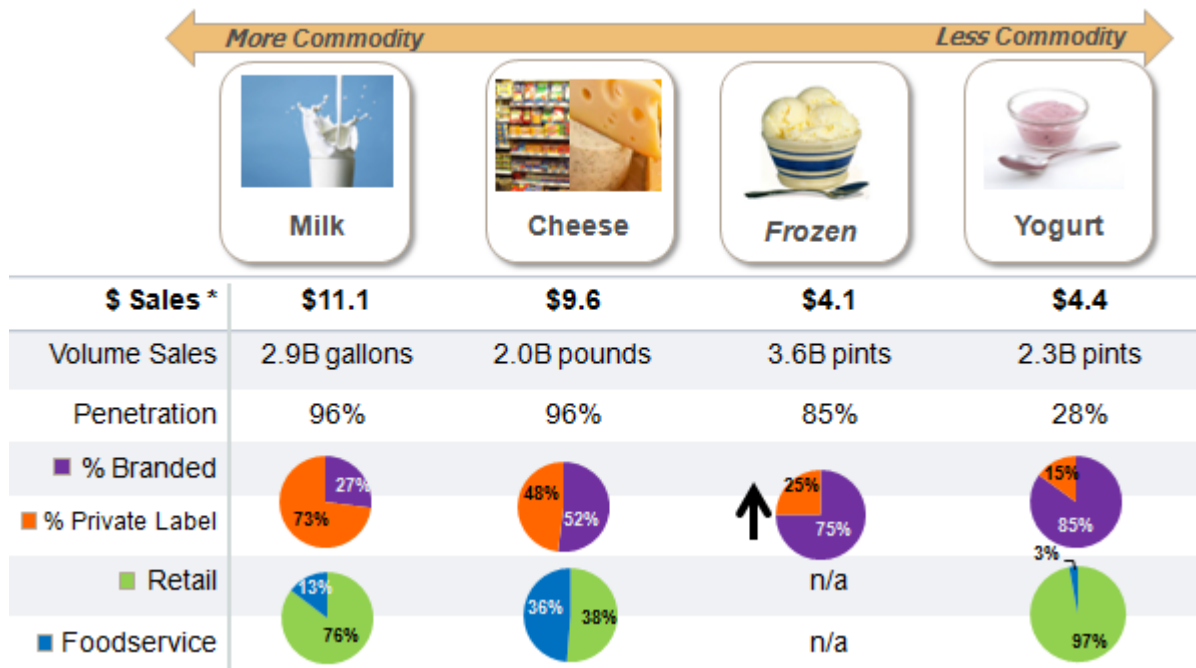 More Commodity Less Commodity
Milk Cheese Frozen Yogurt
$ Sales * $11.1 $9.6 $4.1 $4.4
Volume Sales 2.9B gallons 2.0B pounds 3.6B pints 2.3B pints
Penetration 96% 96% 85% 28%
% Branded
27% 48% 52% 25% 75% 15% 85%
% Private Label 73%
3%
Retail 13% 76% 36% 38% n/a 97%
Foodservice n/a